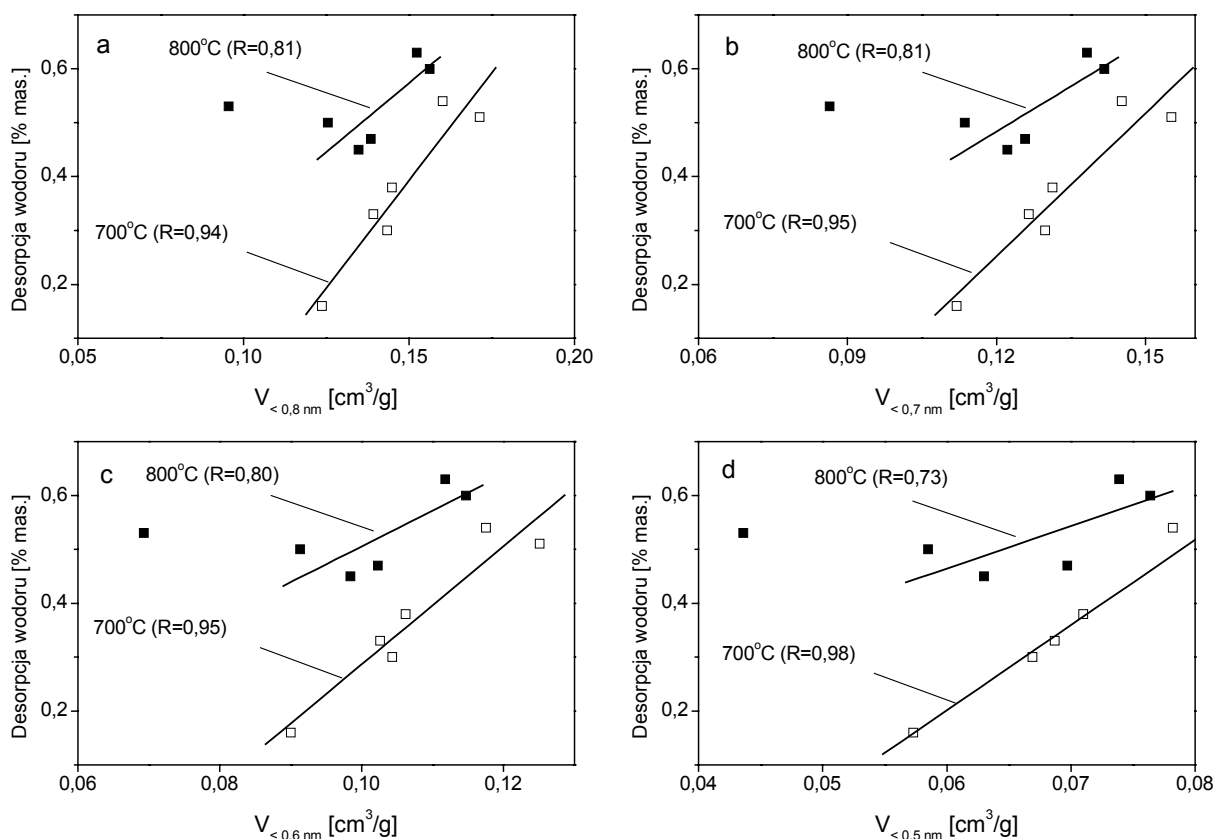 a
800°C (R=0,81)
700°C (R=0,94)
Desorpcja wodoru [% mas.]
0,6
0,4
0,2
0,05
0,10
0,15
0,20
V< 0,8 nm [cm³/g]
b
800°C (R=0,81)
700°C (R=0,95)
Desorpcja wodoru [% mas.]
0,6
0,4
0,2
0,06
0,09
0,12
0,15
V< 0,7 nm [cm³/g]
c
800°C (R=0,80)
700°C (R=0,95)
Desorpcja wodoru [% mas.]
0,6
0,4
0,2
0,06
0,08
0,10
0,12
V< 0,6 nm [cm³/g]
d
800°C (R=0,73)
700°C (R=0,98)
Desorpcja wodoru [% mas.]
0,6
0,4
0,2
0,04
0,05
0,06
0,07
0,08
V< 0,5 nm [cm³/g]